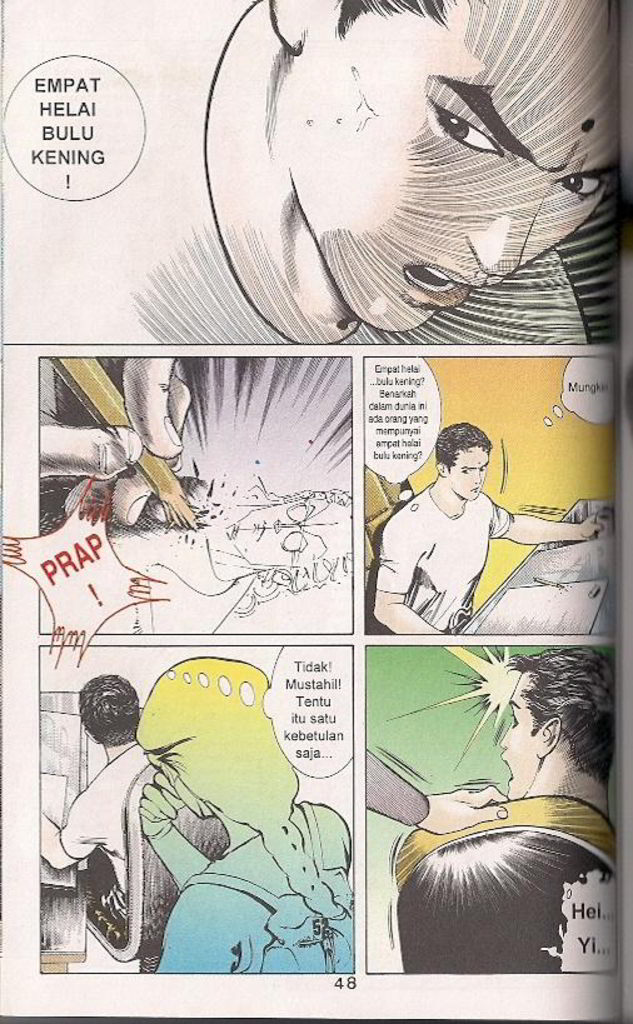 EMPAT
HELAI
BULU
KENING
!
PRAP
!
Empat helai
...bulu kening?
Benarkah
dalam dunia ini
ada orang yang
mempunyai
empat helai
bulu kening?
Mungkin
Tidak!
Mustahil!
Tentu
itu satu
kebetulan
saja...
56
Hei...
Yi...
48